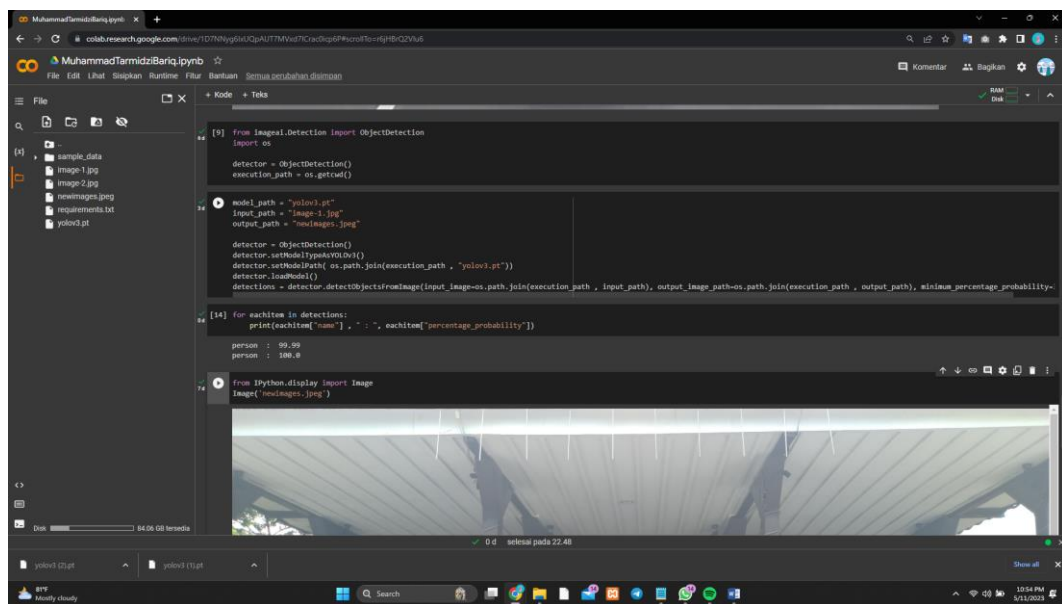 MuhammadTarmidziBariq.ipynb
colab.research.google.com/drive/
MuhammadTarmidziBariq.ipynb
File Edit Lihat Sisipkan Runtime Fitur Bantuan Semua perubahan disimpan
Komentar Bagikan
File
+ Kode + Teks
RAM
Disk
..
sample_data
image-1.jpg
image-2.jpg
newimages.jpeg
requirements.txt
yolov3.pt
[9] from imageai.Detection import ObjectDetection
import os
detector = ObjectDetection()
execution_path = os.getcwd()
model_path = "yolov3.pt"
input_path = "image-1.jpg"
output_path = "newimages.jpeg"
detector = ObjectDetection()
detector.setModelTypeAsYOLOv3()
detector.setModelPath( os.path.join(execution_path , "yolov3.pt"))
detector.loadModel()
detections = detector.detectObjectsFromImage(input_image=os.path.join(execution_path , input_path), output_image_path=os.path.join(execution_path , output_path), minimum_percentage_probability=
[14] for eachitem in detections:
print(eachitem["name"] , " : ", eachitem["percentage_probability"])
person : 99.99
person : 100.0
from IPython.display import Image
Image('newimages.jpeg')
Disk 84.06 GB tersedia
0 d selesai pada 22.48
yolov3 (2).pt
yolov3 (1).pt
Show all
81°F
Mostly cloudy
Search
10:54 PM
5/11/2023